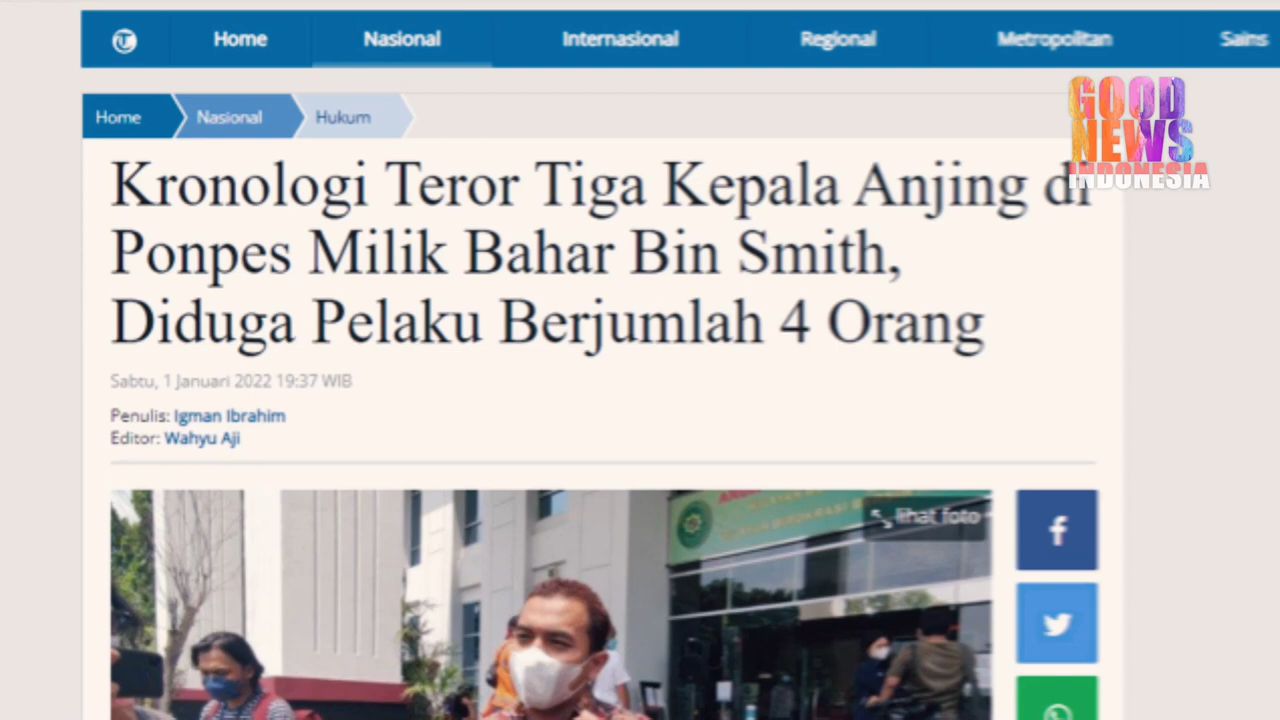 Home Nasional Internasional Regional Metropolitan Sains
GOOD
NEWS
INDONESIA
Home Nasional Hukum
Kronologi Teror Tiga Kepala Anjing di
Ponpes Milik Bahar Bin Smith,
Diduga Pelaku Berjumlah 4 Orang
Sabtu, 1 Januari 2022 19:37 WIB
Penulis: Igman Ibrahim
Editor: Wahyu Aji
lihat foto